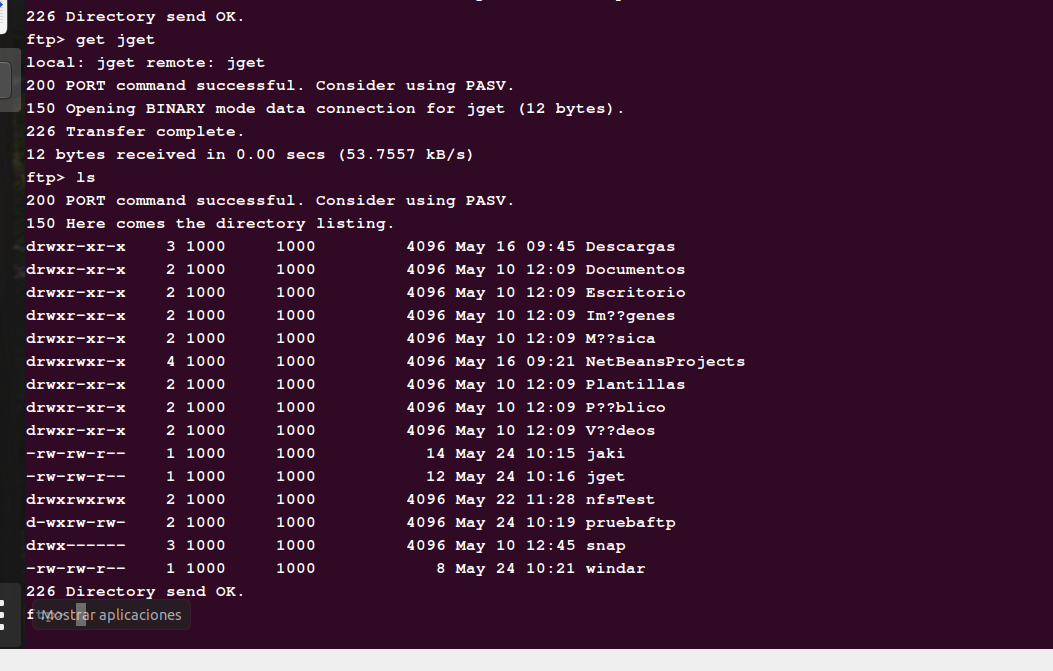 226 Directory send OK.
ftp> get jget
local: jget remote: jget
200 PORT command successful. Consider using PASV.
150 Opening BINARY mode data connection for jget (12 bytes).
226 Transfer complete.
12 bytes received in 0.00 secs (53.7557 kB/s)
ftp> ls
200 PORT command successful. Consider using PASV.
150 Here comes the directory listing.
drwxr-xr-x    3 1000     1000         4096 May 16 09:45 Descargas
drwxr-xr-x    2 1000     1000         4096 May 10 12:09 Documentos
drwxr-xr-x    2 1000     1000         4096 May 10 12:09 Escritorio
drwxr-xr-x    2 1000     1000         4096 May 10 12:09 Im??genes
drwxr-xr-x    2 1000     1000         4096 May 10 12:09 M??sica
drwxrwxr-x    4 1000     1000         4096 May 16 09:21 NetBeansProjects
drwxr-xr-x    2 1000     1000         4096 May 10 12:09 Plantillas
drwxr-xr-x    2 1000     1000         4096 May 10 12:09 P??blico
drwxr-xr-x    2 1000     1000         4096 May 10 12:09 V??deos
-rw-rw-r--    1 1000     1000           14 May 24 10:15 jaki
-rw-rw-r--    1 1000     1000           12 May 24 10:16 jget
drwxrwxrwx    2 1000     1000         4096 May 22 11:28 nfsTest
d-wxrw-rw-    2 1000     1000         4096 May 24 10:19 pruebaftp
drwx------    3 1000     1000         4096 May 10 12:45 snap
-rw-rw-r--    1 1000     1000            8 May 24 10:21 windar
226 Directory send OK.
ftp>
Mostrar aplicaciones